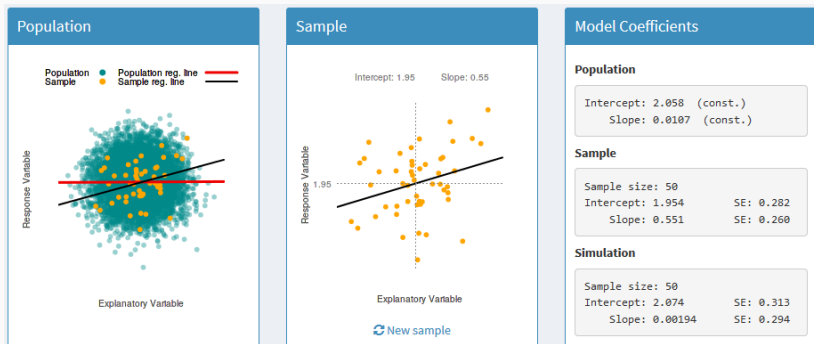 Population
Population Population reg. line
Sample Sample reg. line
Response Variable
Explanatory Variable
Sample
Intercept: 1.95 Slope: 0.55
Response Variable
1.95
Explanatory Variable
New sample
Model Coefficients
Population
Intercept: 2.058 (const.)
Slope: 0.0107 (const.)
Sample
Sample size: 50
Intercept: 1.954 SE: 0.282
Slope: 0.551 SE: 0.260
Simulation
Sample size: 50
Intercept: 2.074 SE: 0.313
Slope: 0.00194 SE: 0.294